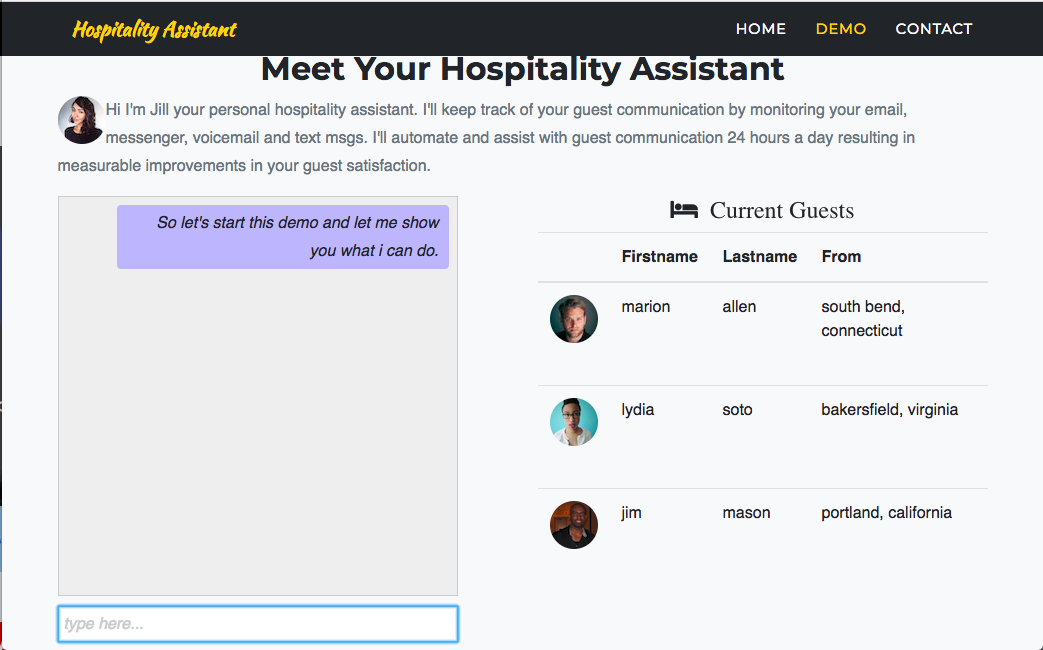 Hospitality Assistant
HOME DEMO CONTACT
Meet Your Hospitality Assistant
Hi I'm Jill your personal hospitality assistant. I'll keep track of your guest communication by monitoring your email,
messenger, voicemail and text msgs. I'll automate and assist with guest communication 24 hours a day resulting in
measurable improvements in your guest satisfaction.
So let's start this demo and let me show
you what i can do.
type here...
Current Guests
Firstname Lastname From
marion allen south bend,
connecticut
lydia soto bakersfield, virginia
jim mason portland, california